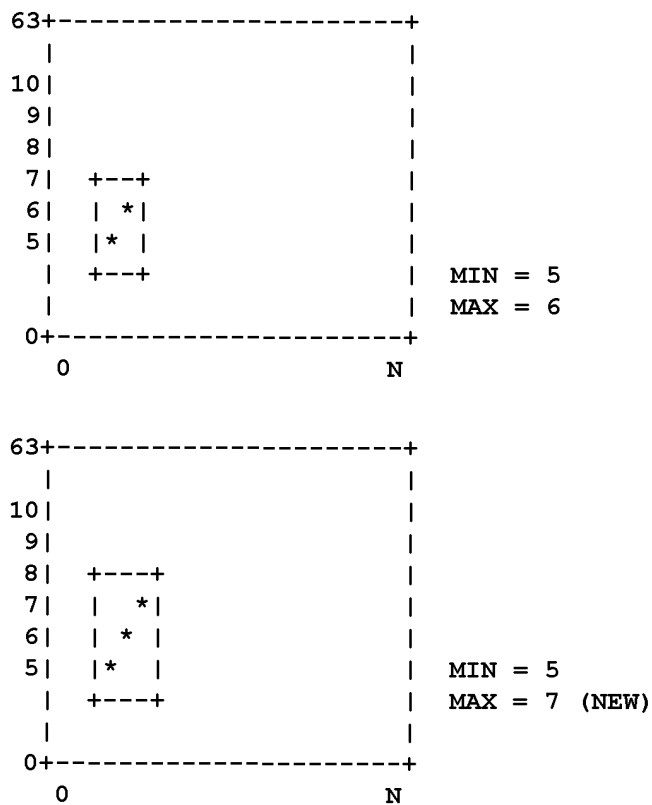 63+-----------------------+
|                       |
10|                       |
9|                       |
8|                       |
7|  +---+                |
6|  | *|                 |
5|  |* |                 |
|  +---+                | MIN = 5
|                       | MAX = 6
0+-----------------------+
0 N
63+-----------------------+
|                       |
10|                       |
9|                       |
8|  +----+               |
7|  |  *|                |
6|  | * |                |
5|  |*  |                | MIN = 5
|  +----+               | MAX = 7 (NEW)
|                       |
0+-----------------------+
0 N